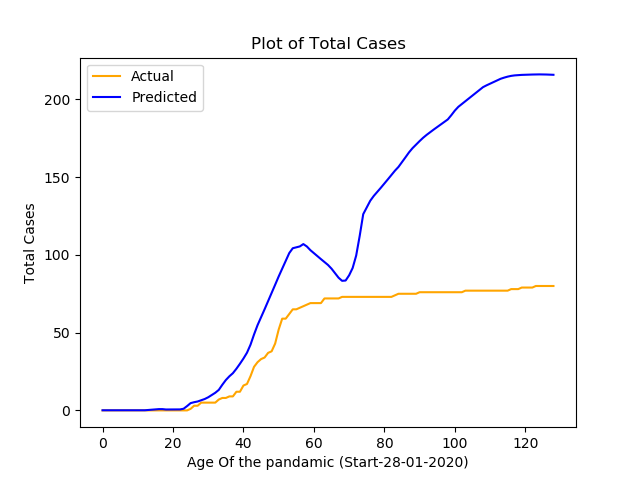 Plot of Total Cases
Actual
Predicted
Total Cases
200
150
100
50
0
0 20 40 60 80 100 120
Age Of the pandamic (Start-28-01-2020)